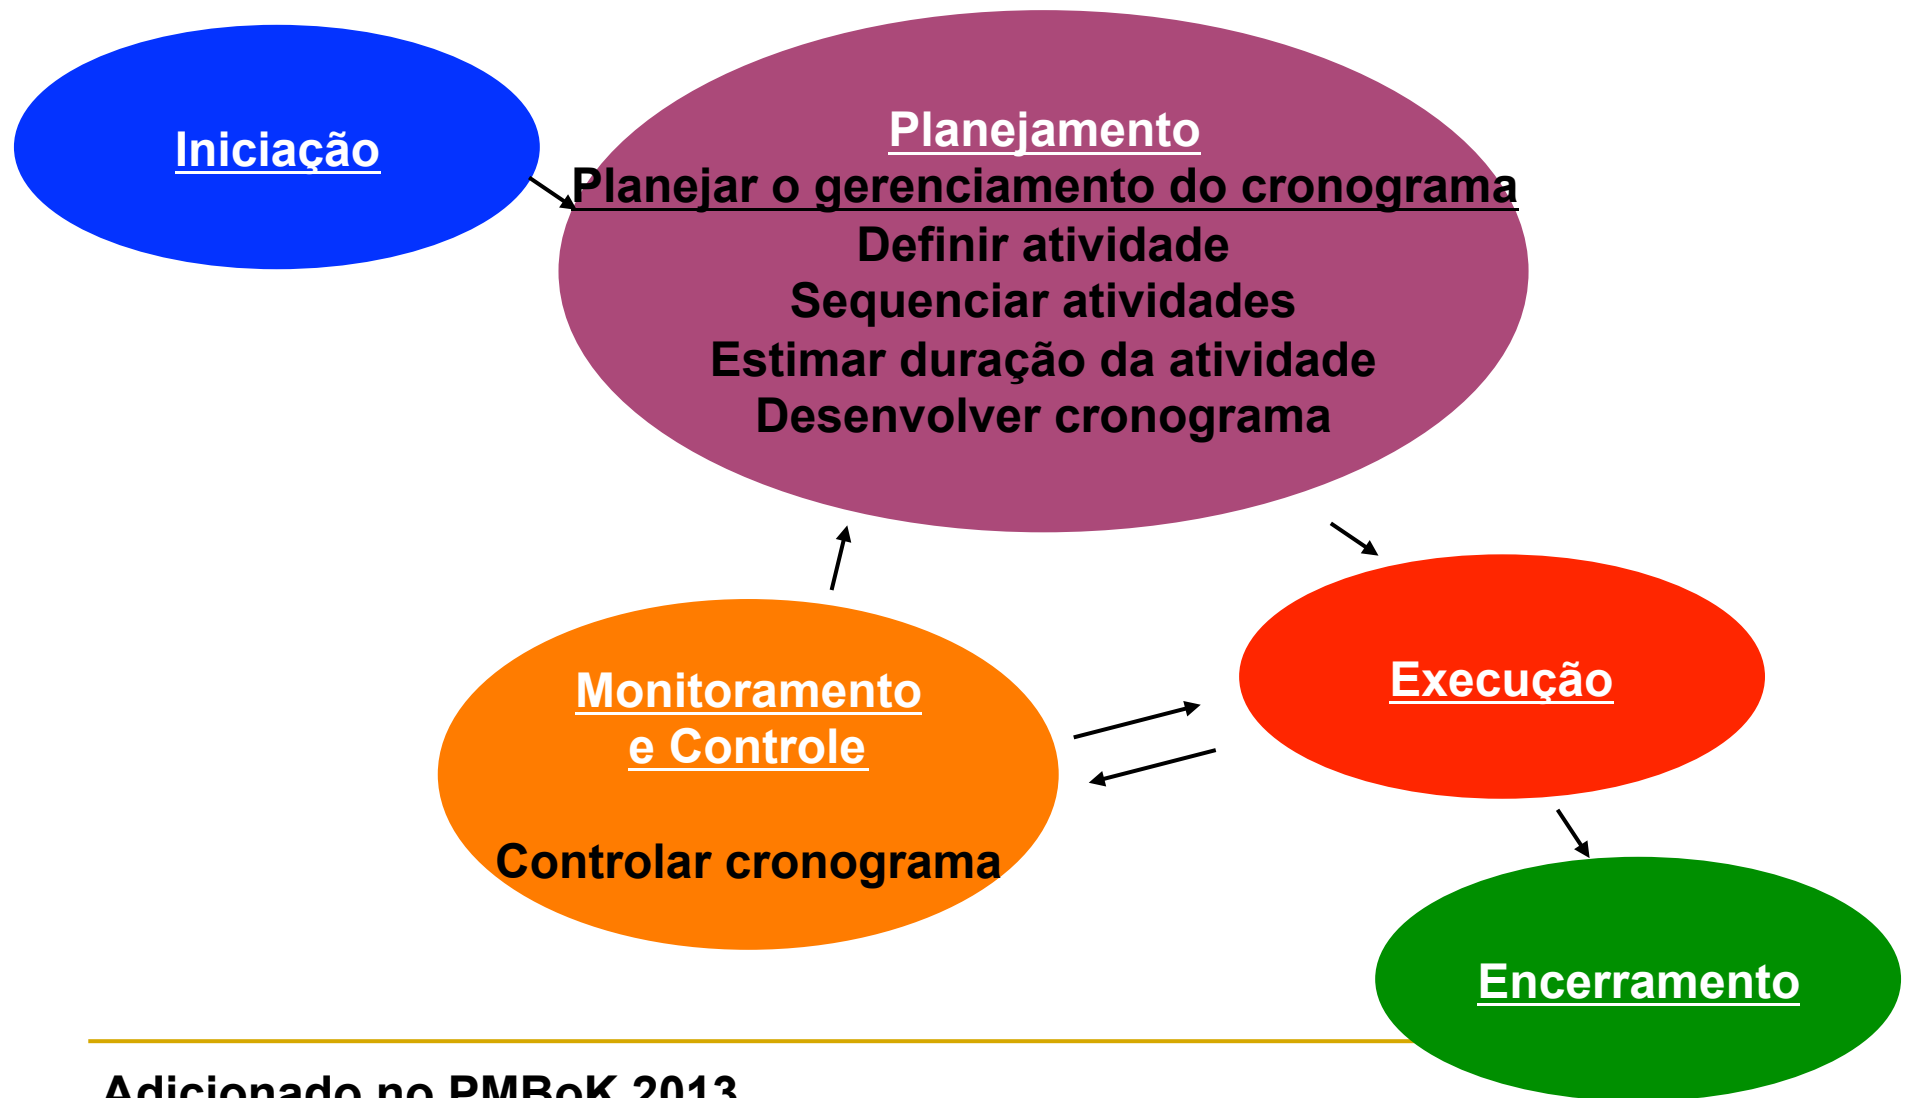 Iniciação
Planejamento
Planejar o gerenciamento do cronograma
Definir atividade
Sequenciar atividades
Estimar duração da atividade
Desenvolver cronograma
Monitoramento
e Controle
Controlar cronograma
Execução
Encerramento
Adicionado no PMBoK 2013